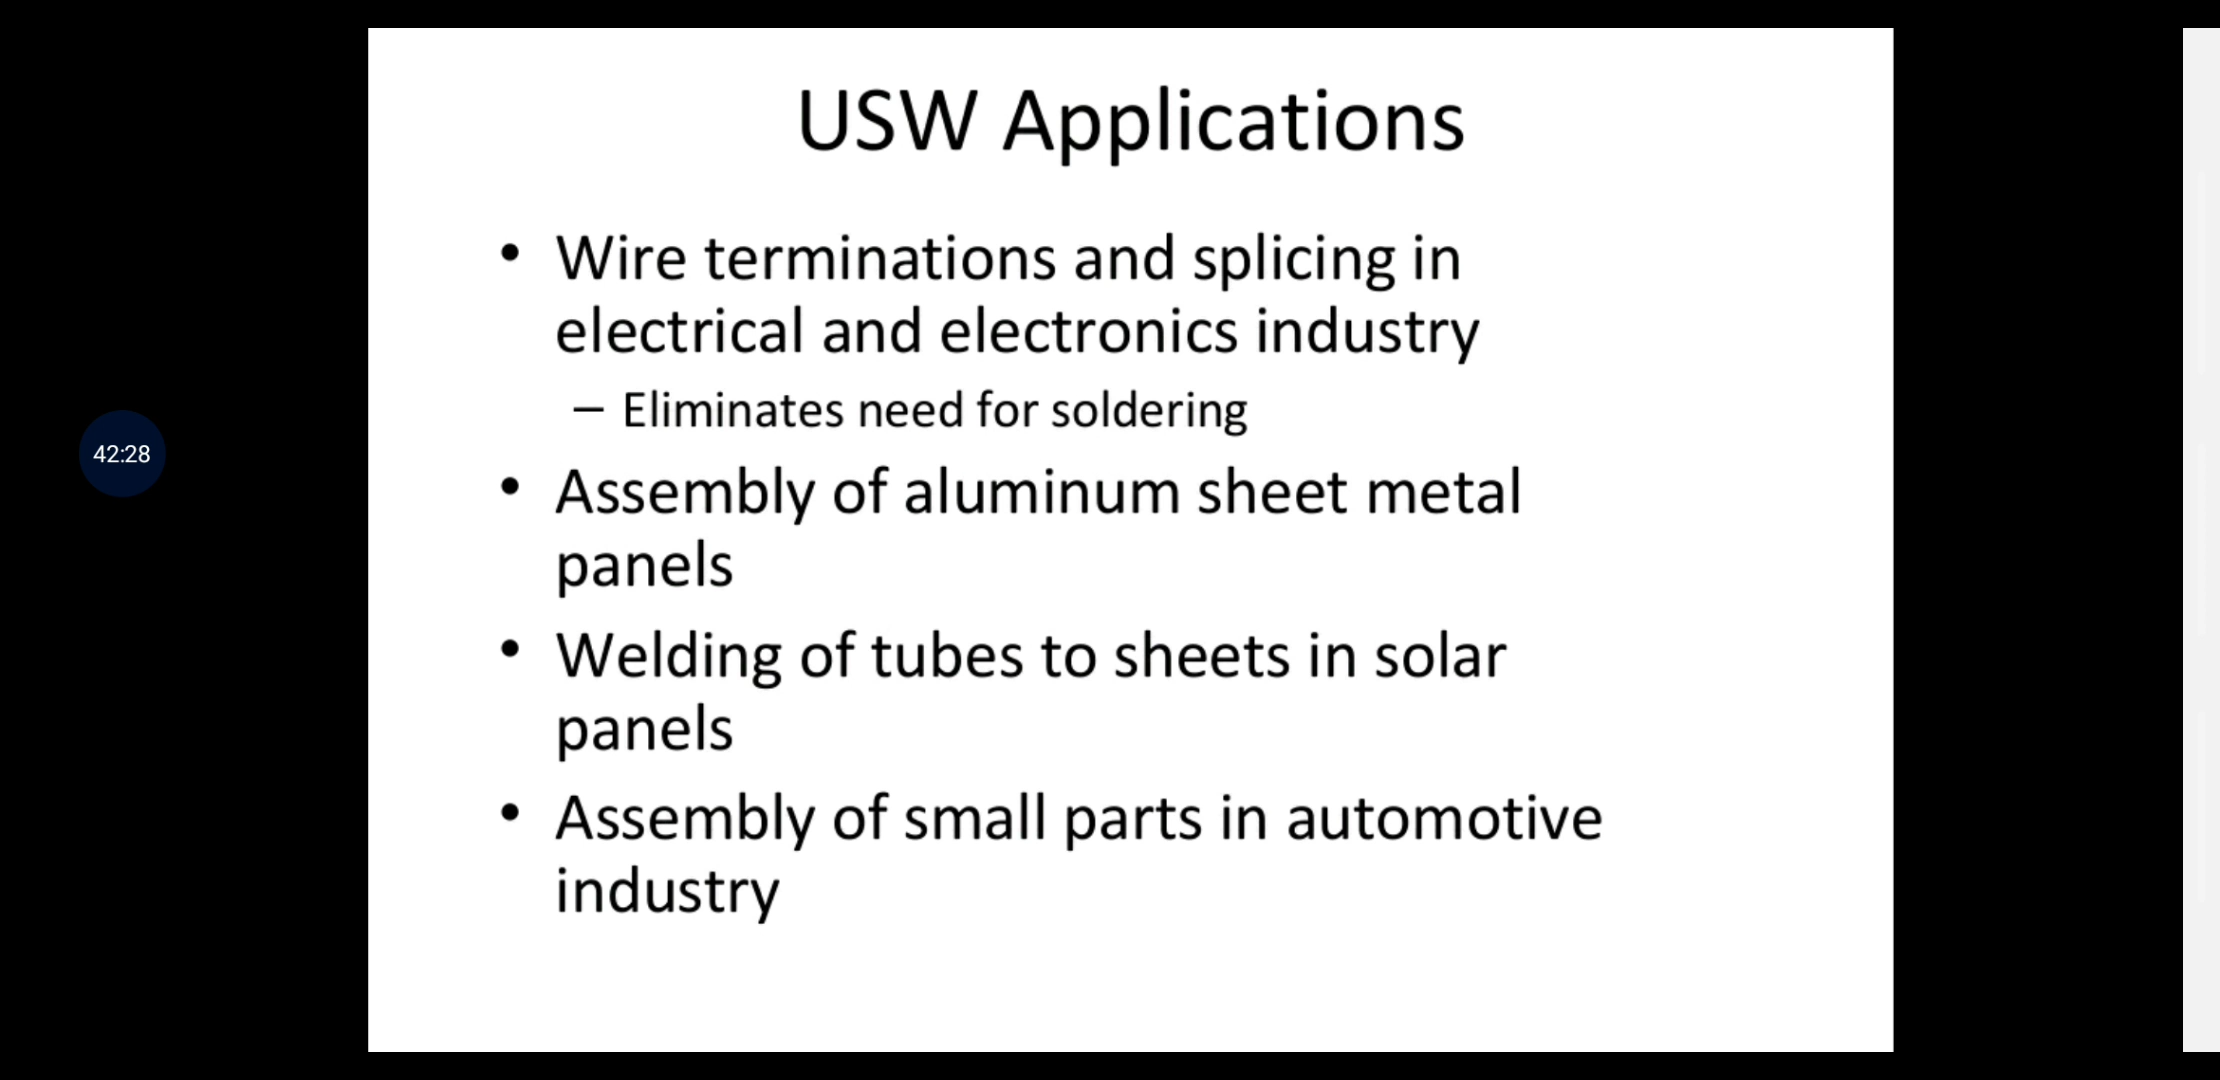 USW Applications
• Wire terminations and splicing in
electrical and electronics industry
– Eliminates need for soldering
42:28
• Assembly of aluminum sheet metal
panels
• Welding of tubes to sheets in solar
panels
• Assembly of small parts in automotive
industry